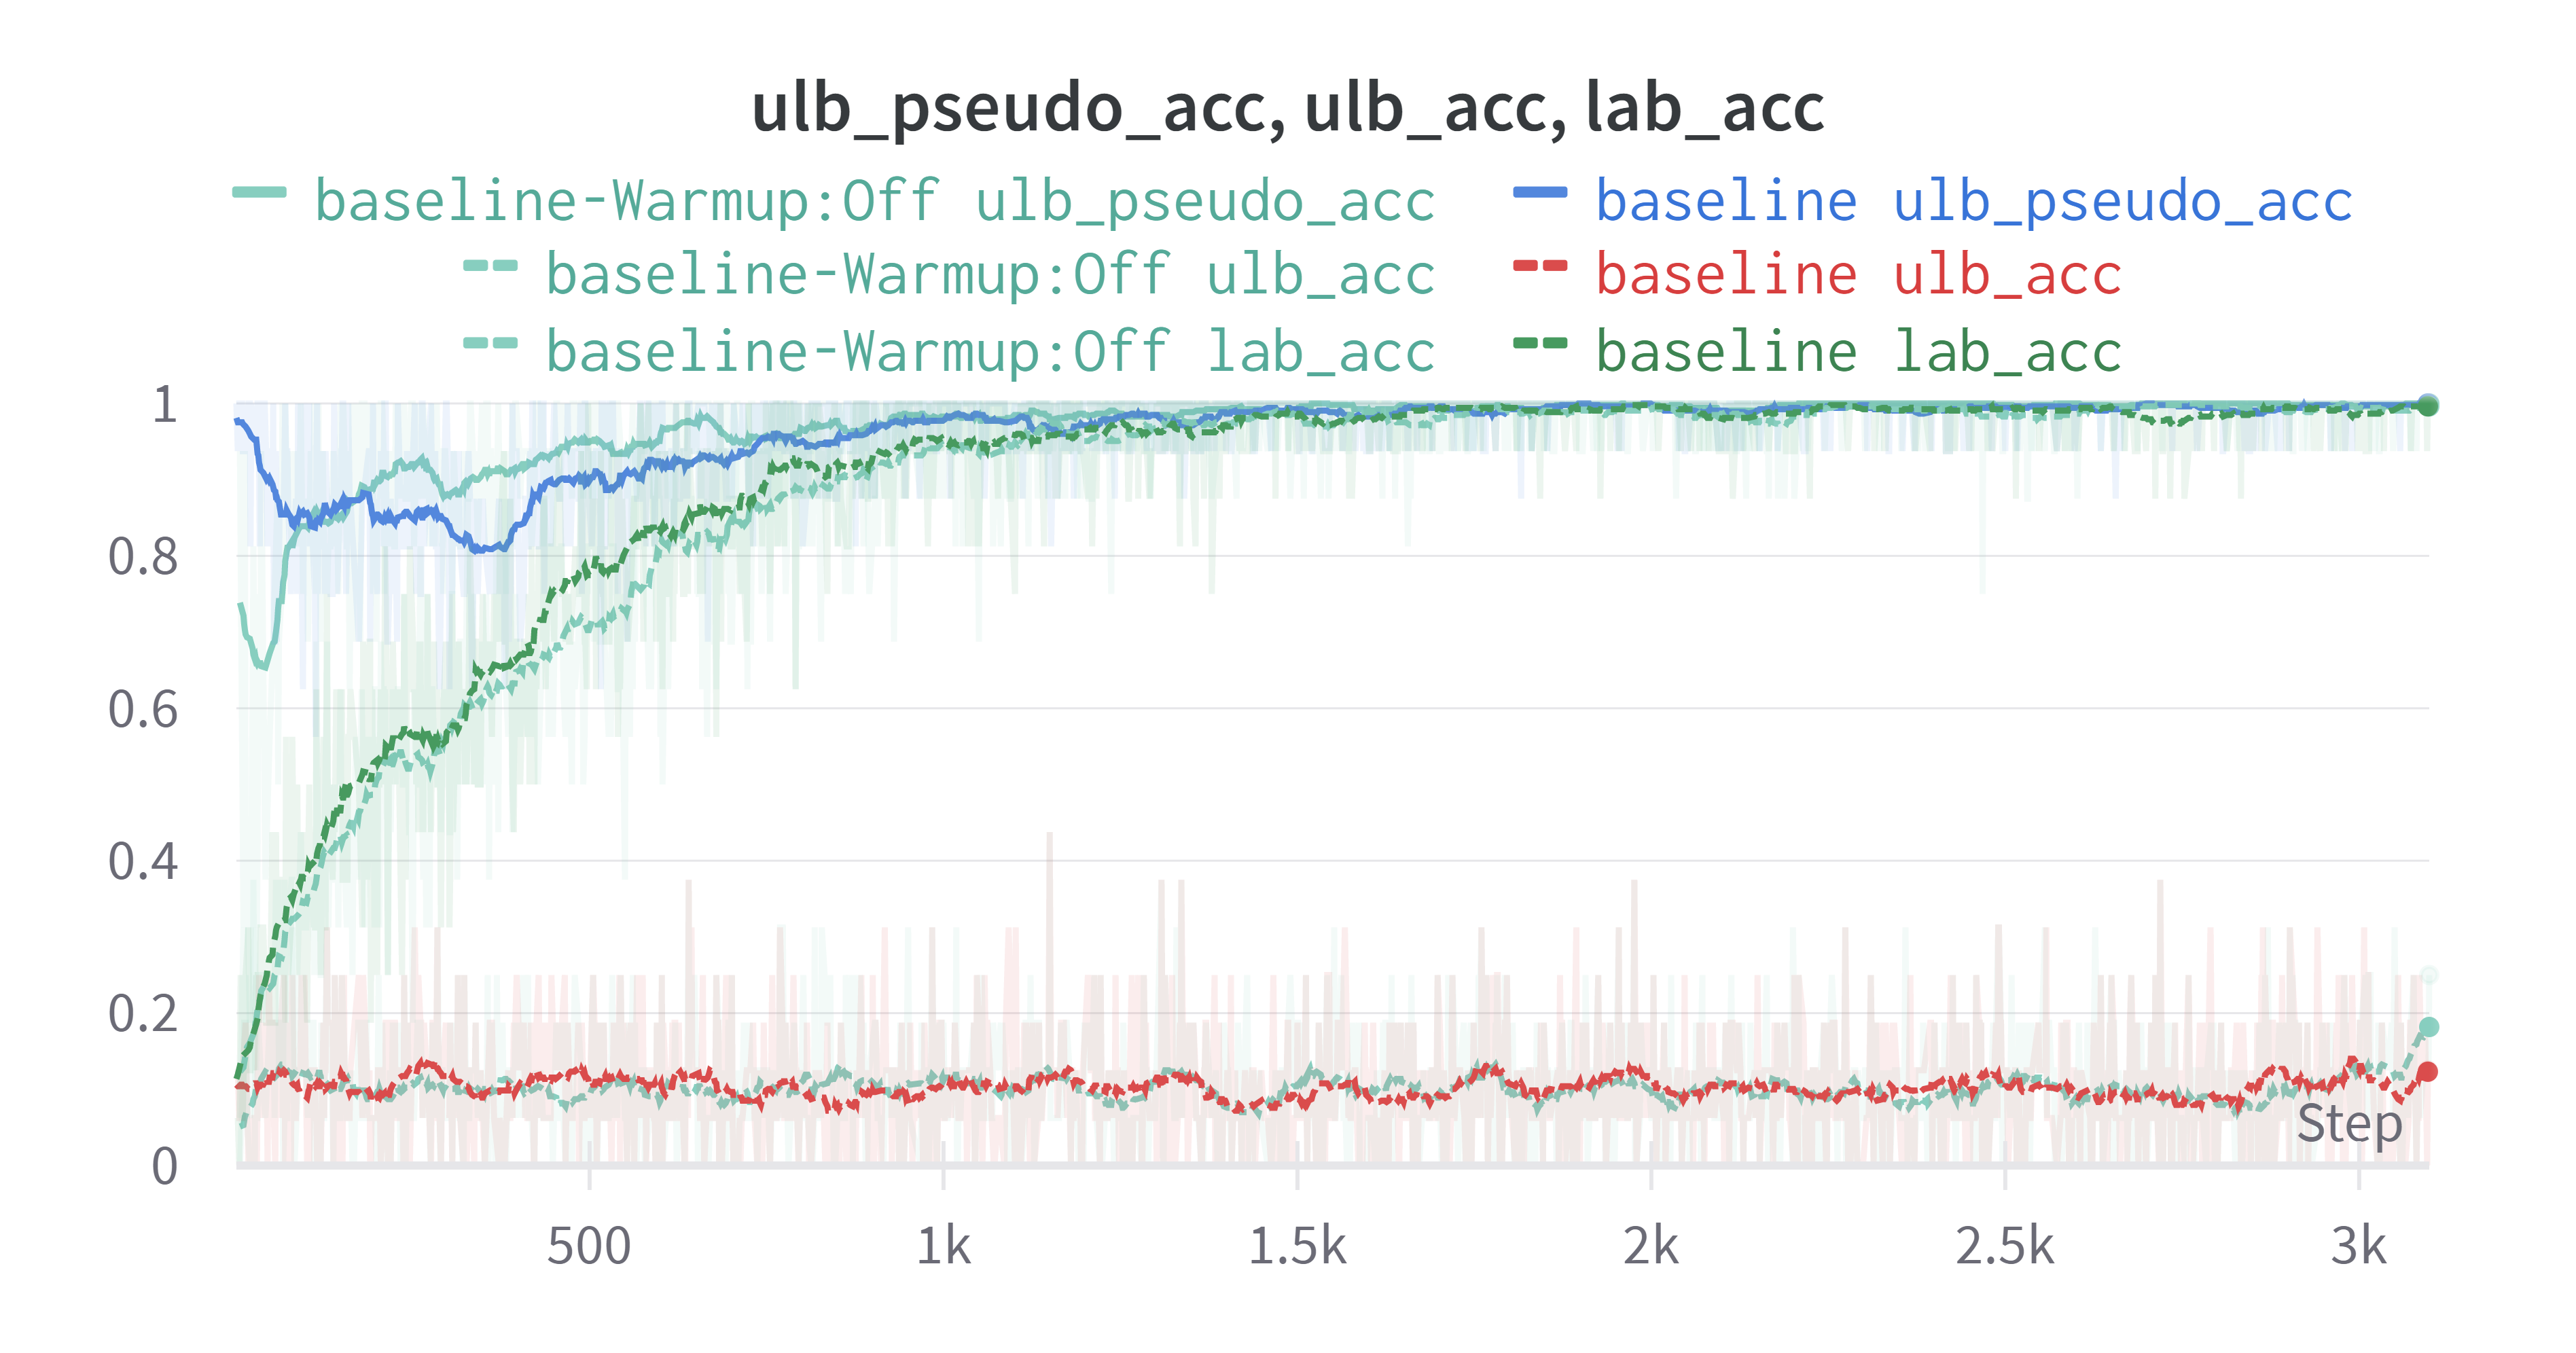 ulb_pseudo_acc, ulb_acc, lab_acc
baseline-Warmup:Off ulb_pseudo_acc
baseline ulb_pseudo_acc
baseline-Warmup:Off ulb_acc
baseline ulb_acc
baseline-Warmup:Off lab_acc
baseline lab_acc
1
0.8
0.6
0.4
0.2
0
Step
500
1k
1.5k
2k
2.5k
3k